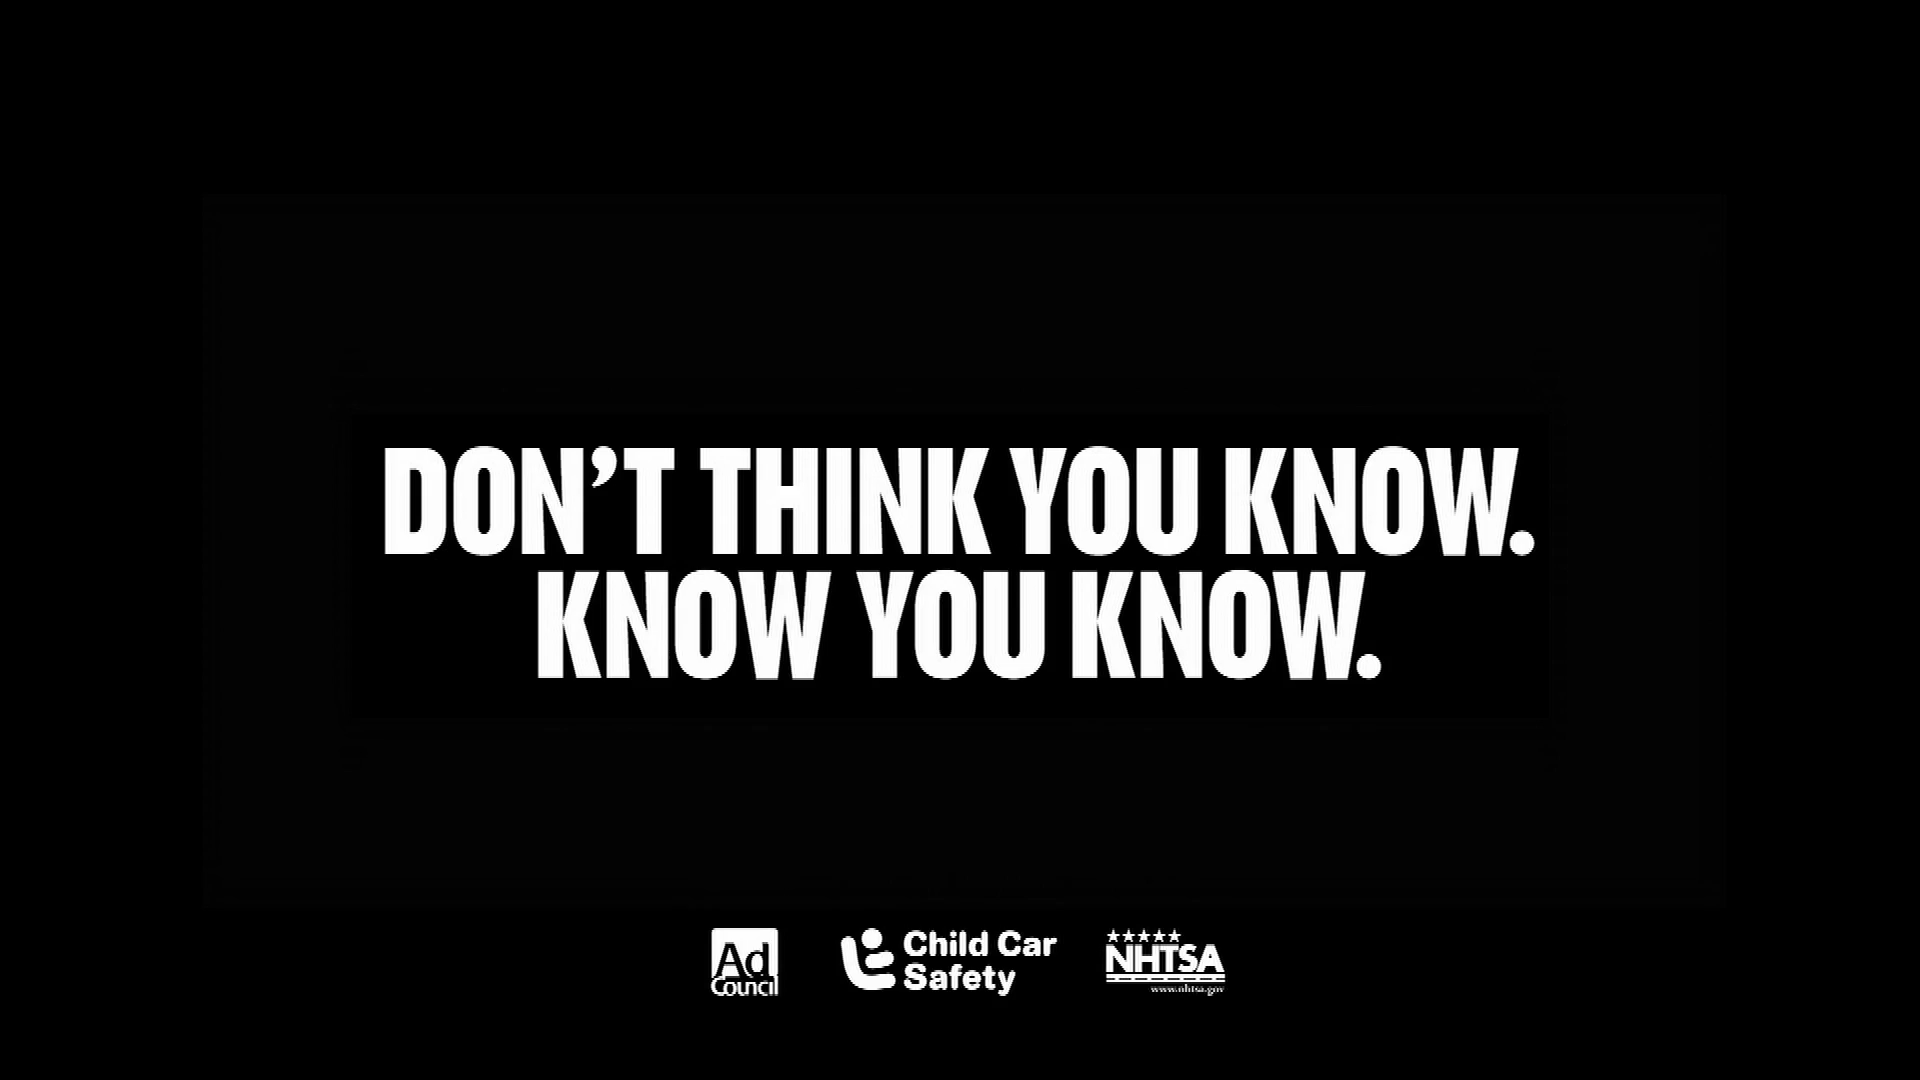 DON’T THINK YOU KNOW.
KNOW YOU KNOW.
Ad
Council
Child Car
Safety
NHTSA
www.nhtsa.gov